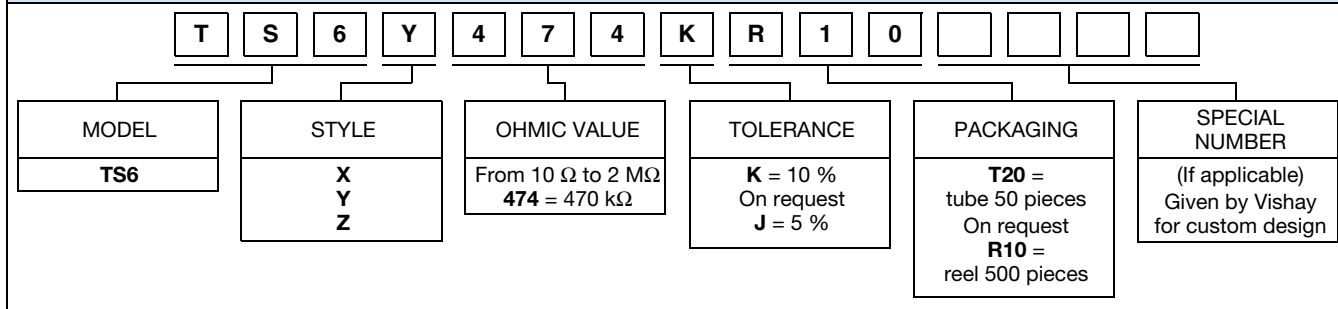 T S 6 Y 4 7 4 K R 1 0
MODEL
TS6
STYLE
X
Y
Z
OHMIC VALUE
From 10 Ω to 2 MΩ
474 = 470 kΩ
TOLERANCE
K = 10 %
On request
J = 5 %
PACKAGING
T20 =
tube 50 pieces
On request
R10 =
reel 500 pieces
SPECIAL
NUMBER
(If applicable)
Given by Vishay
for custom design